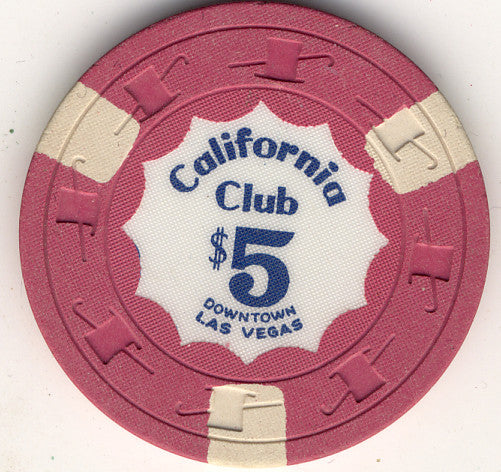 California
Club
$5
DOWNTOWN
LAS VEGAS